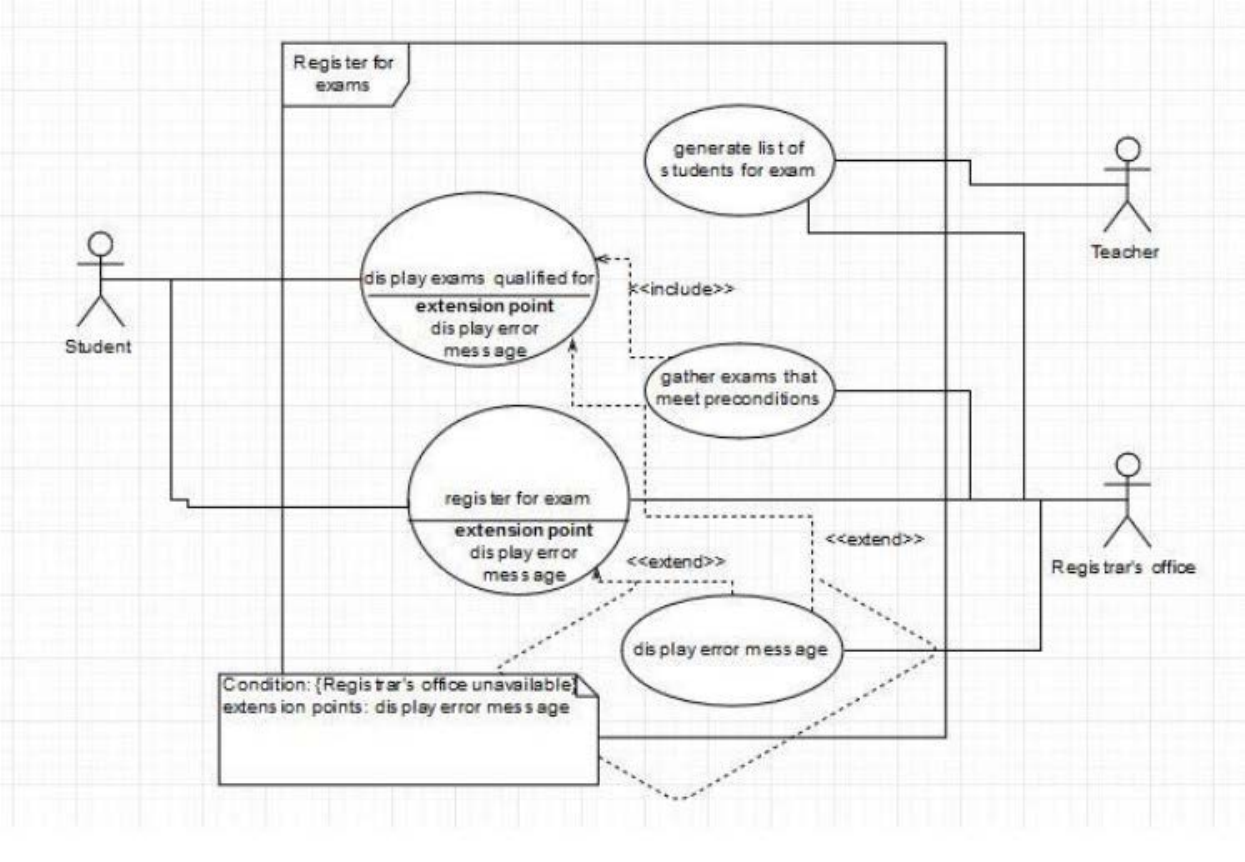 Register for
exams
generate list of
students for exam
Teacher
display exams qualified for
extension point
display error
message
<<include>>
Student
gather exams that
meet preconditions
register for exam
extension point
display error
message
<<extend>>
<<extend>>
Registrar's office
display error message
Condition: {Registrar's office unavailable}
extension points: display error message